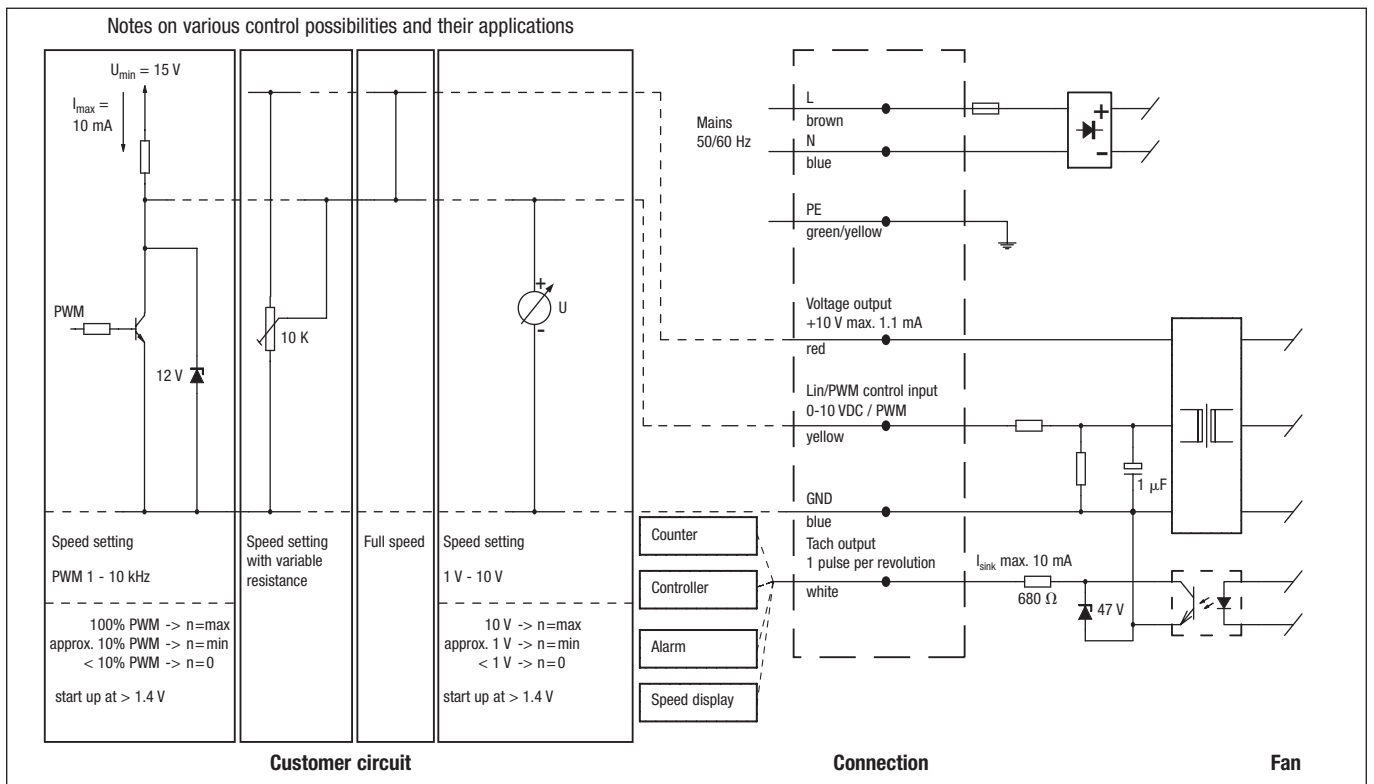 Notes on various control possibilities and their applications
Umin = 15 V
Imax =
10 mA
PWM
12 V
Speed setting
PWM 1 - 10 kHz
100% PWM -> n=max
approx. 10% PWM -> n=min
< 10% PWM -> n=0
start up at > 1.4 V
10 K
Speed setting
with variable
resistance
Full speed
+
U
-
Speed setting
1 V - 10 V
10 V -> n=max
approx. 1 V -> n=min
< 1 V -> n=0
start up at > 1.4 V
Counter
Controller
Alarm
Speed display
Mains
50/60 Hz
L
brown
N
blue
PE
green/yellow
Voltage output
+10 V max. 1.1 mA
red
Lin/PWM control input
0-10 VDC / PWM
yellow
GND
blue
Tach output
1 pulse per revolution
white
+
-
1 µF
Isink max. 10 mA
680 Ω
47 V
Customer circuit
Connection
Fan